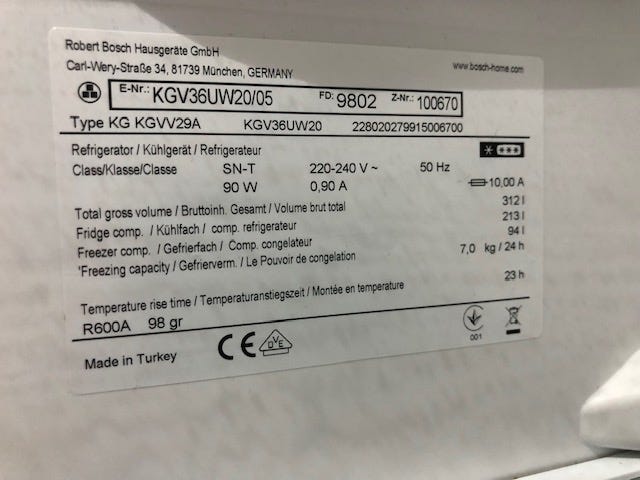 Robert Bosch Hausgeräte GmbH
Carl-Wery-Straße 34, 81739 München, GERMANY
www.bosch-home.com
E-Nr.: KGV36UW20/05 FD: 9802 Z-Nr.: 100670
Type KG KGVV29A KGV36UW20 228020279915006700
Refrigerator / Kühlgerät / Refrigerateur
Class/Klasse/Classe SN-T 220-240 V ~ 50 Hz
90 W 0,90 A 10,00 A
Total gross volume / Bruttoinh. Gesamt / Volume brut total 312 l
Fridge comp. / Kühlfach / comp. refrigerateur 213 l
Freezer comp. / Gefrierfach / Comp. congelateur 94 l
'Freezing capacity / Gefrierverm. / Le Pouvoir de congelation 7,0 kg / 24 h
Temperature rise time / Temperaturanstiegszeit / Montée en temperature 23 h
R600A 98 gr
001
Made in Turkey CE DVE